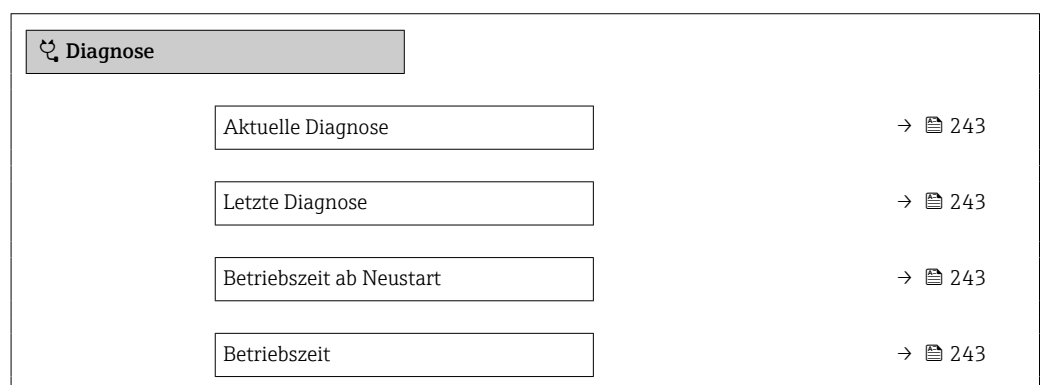 Diagnose
Aktuelle Diagnose → 243
Letzte Diagnose → 243
Betriebszeit ab Neustart → 243
Betriebszeit → 243